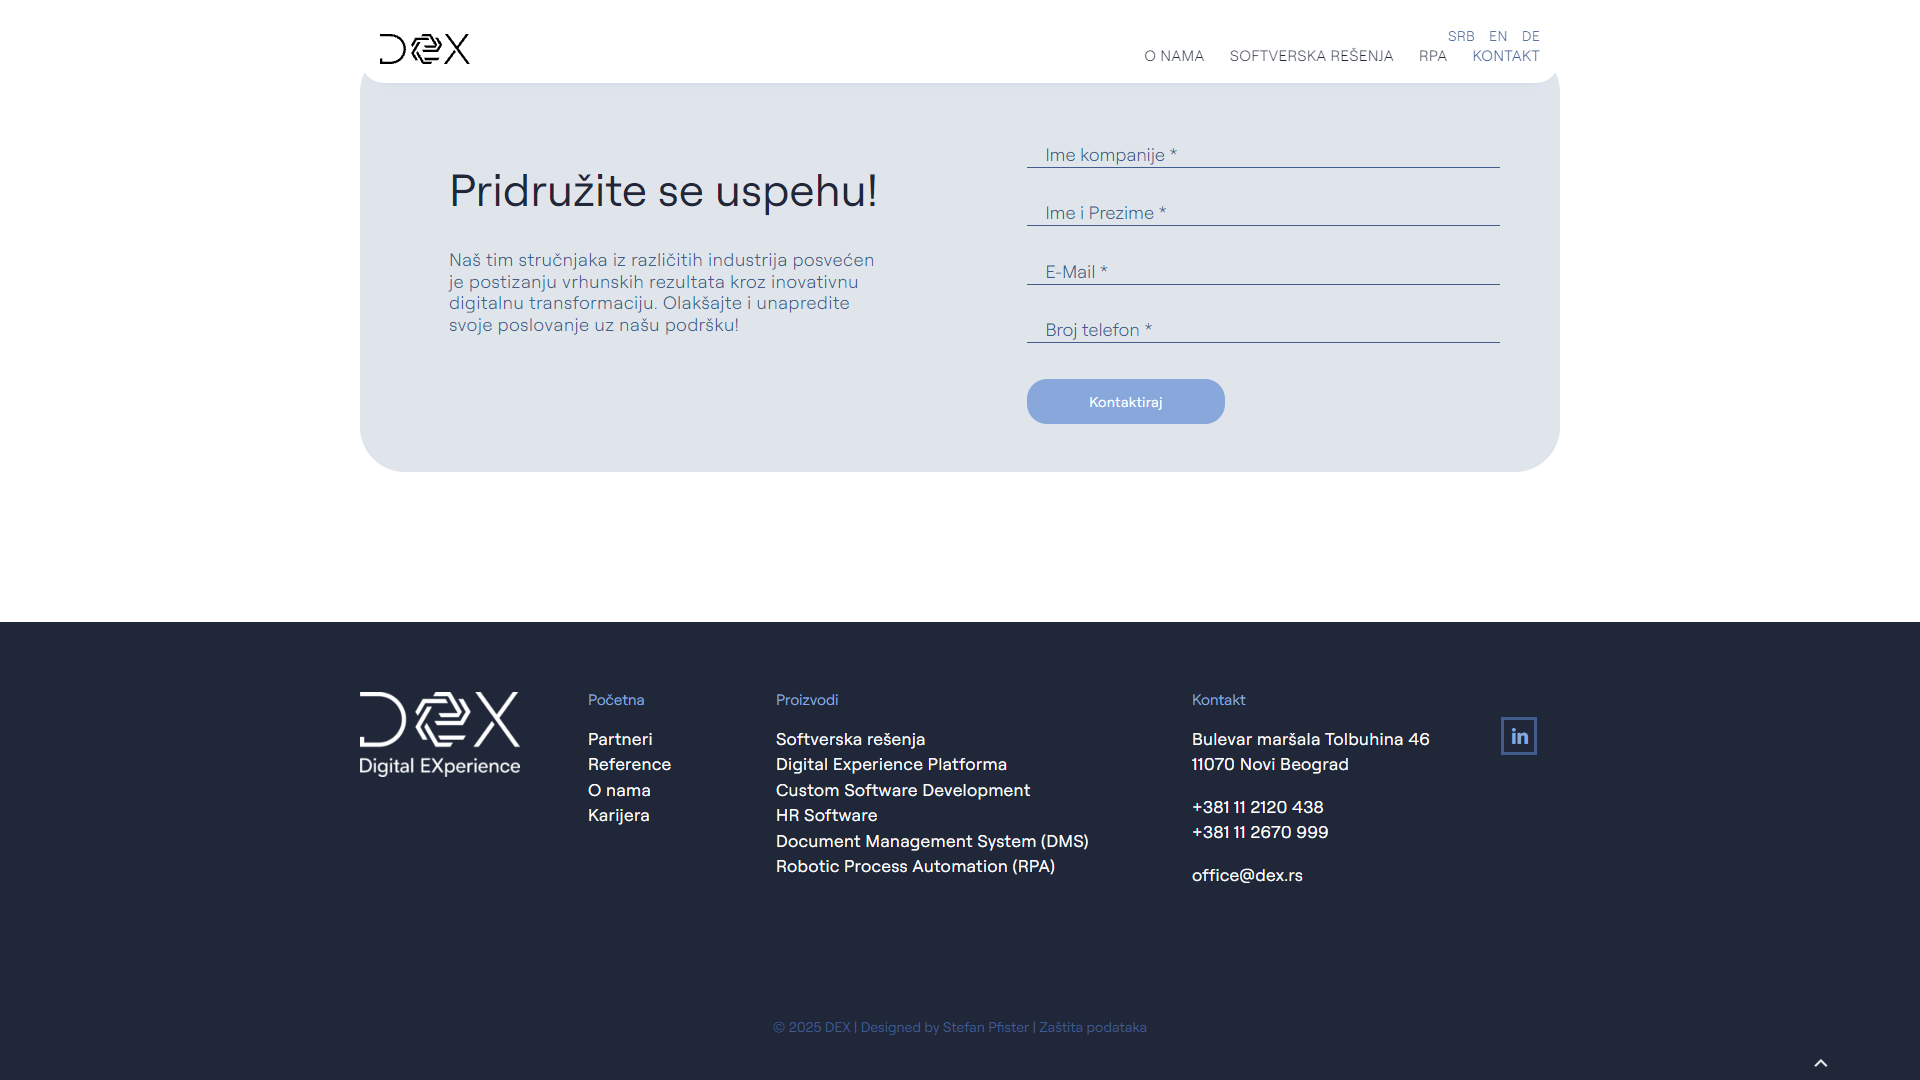 DEX
SRB EN DE
O NAMA SOFTVERSKA REŠENJA RPA KONTAKT
Pridružite se uspehu!
Naš tim stručnjaka iz različitih industrija posvećen
je postizanju vrhunskih rezultata kroz inovativnu
digitalnu transformaciju. Olakšajte i unapredite
svoje poslovanje uz našu podršku!
Ime kompanije *
Ime i Prezime *
E-Mail *
Broj telefon *
Kontaktiraj
DEX
Digital EXperience
Početna
Partneri
Reference
O nama
Karijera
Proizvodi
Softverska rešenja
Digital Experience Platforma
Custom Software Development
HR Software
Document Management System (DMS)
Robotic Process Automation (RPA)
Kontakt
Bulevar maršala Tolbuhina 46
11070 Novi Beograd
+381 11 2120 438
+381 11 2670 999
office@dex.rs
in
© 2025 DEX | Designed by Stefan Pfister | Zaštita podataka